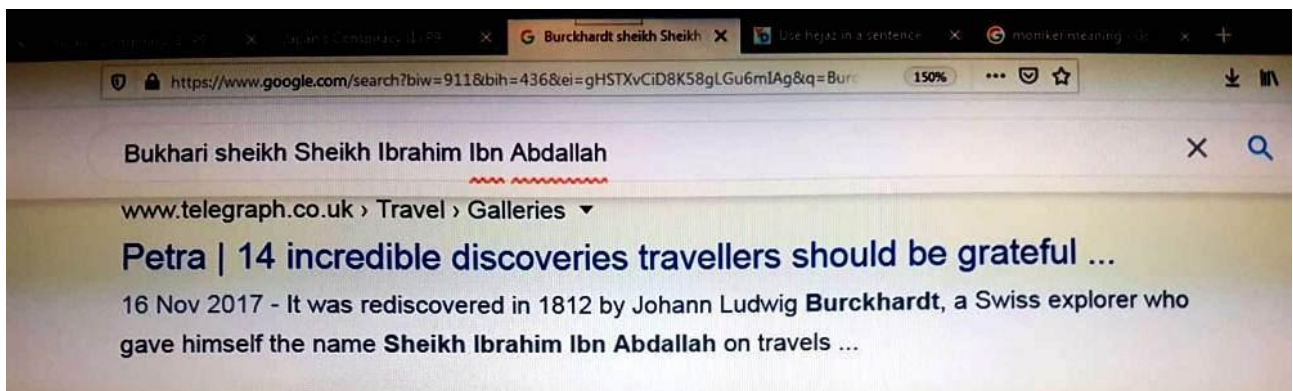 Burckhardt sheikh Sheikh
Use hejaz in a sentence
moniker meaning
https://www.google.com/search?biw=911&bih=436&ei=gHSTXvCiD8K58gLGu6mIAg&q=Burc
150%
Bukhari sheikh Sheikh Ibrahim Ibn Abdallah
www.telegraph.co.uk › Travel › Galleries
Petra | 14 incredible discoveries travellers should be grateful ...
16 Nov 2017 - It was rediscovered in 1812 by Johann Ludwig Burckhardt, a Swiss explorer who
gave himself the name Sheikh Ibrahim Ibn Abdallah on travels ...